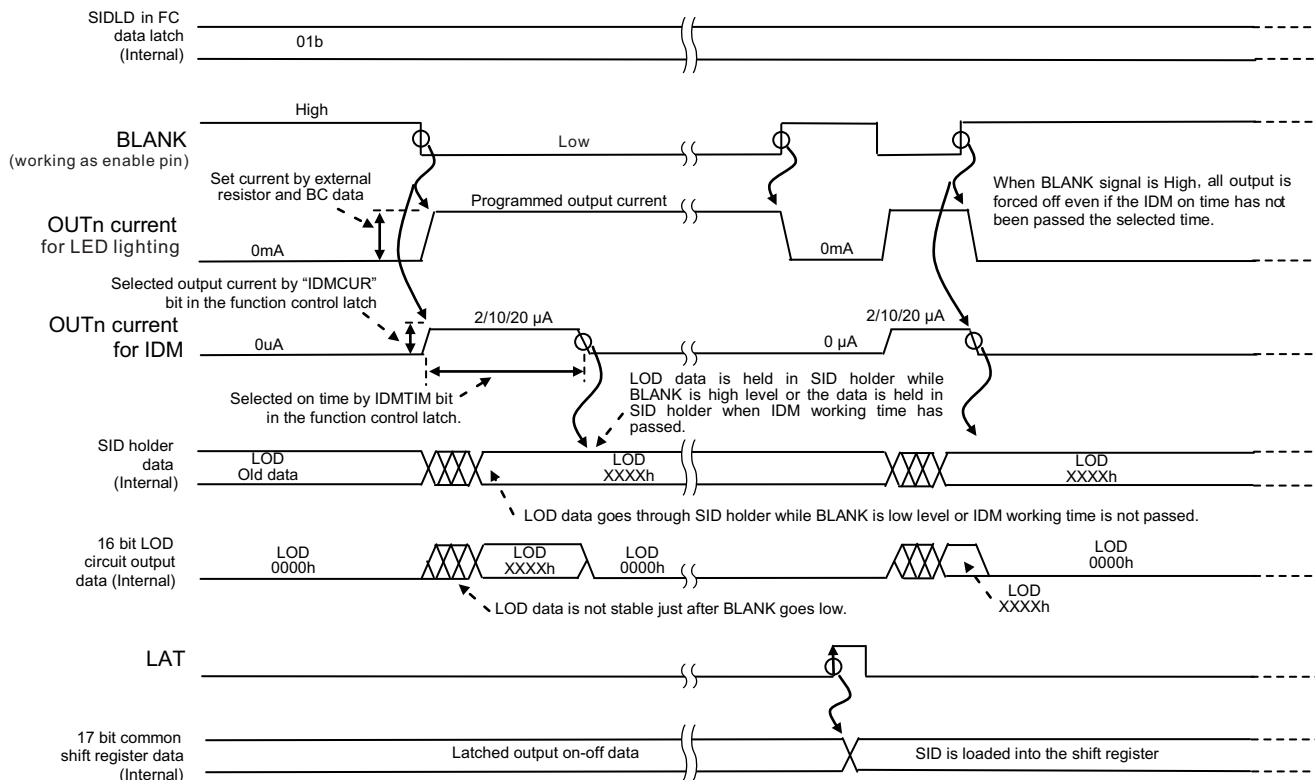 SIDLD in FC
data latch
(Internal)
01b
High
BLANK
(working as enable pin)
Low
Set current by external
resistor and BC data
Programmed output current
When BLANK signal is High, all output is
forced off even if the IDM on time has not
been passed the selected time.
OUTn current
for LED lighting
0mA
0mA
Selected output current by “IDMCUR”
bit in the function control latch
OUTn current
for IDM
2/10/20 µA
2/10/20 µA
0uA
0 µA
Selected on time by IDMTIM bit
in the function control latch.
LOD data is held in SID holder while
BLANK is high level or the data is held in
SID holder when IDM working time has
passed.
SID holder
data
(Internal)
LOD
Old data
LOD
XXXXh
LOD
XXXXh
LOD data goes through SID holder while BLANK is low level or IDM working time is not passed.
16 bit LOD
circuit output
data (Internal)
LOD
0000h
LOD
XXXXh
LOD
0000h
LOD
0000h
LOD
XXXXh
LOD data is not stable just after BLANK goes low.
LAT
17 bit common
shift register data
(Internal)
Latched output on-off data
SID is loaded into the shift register